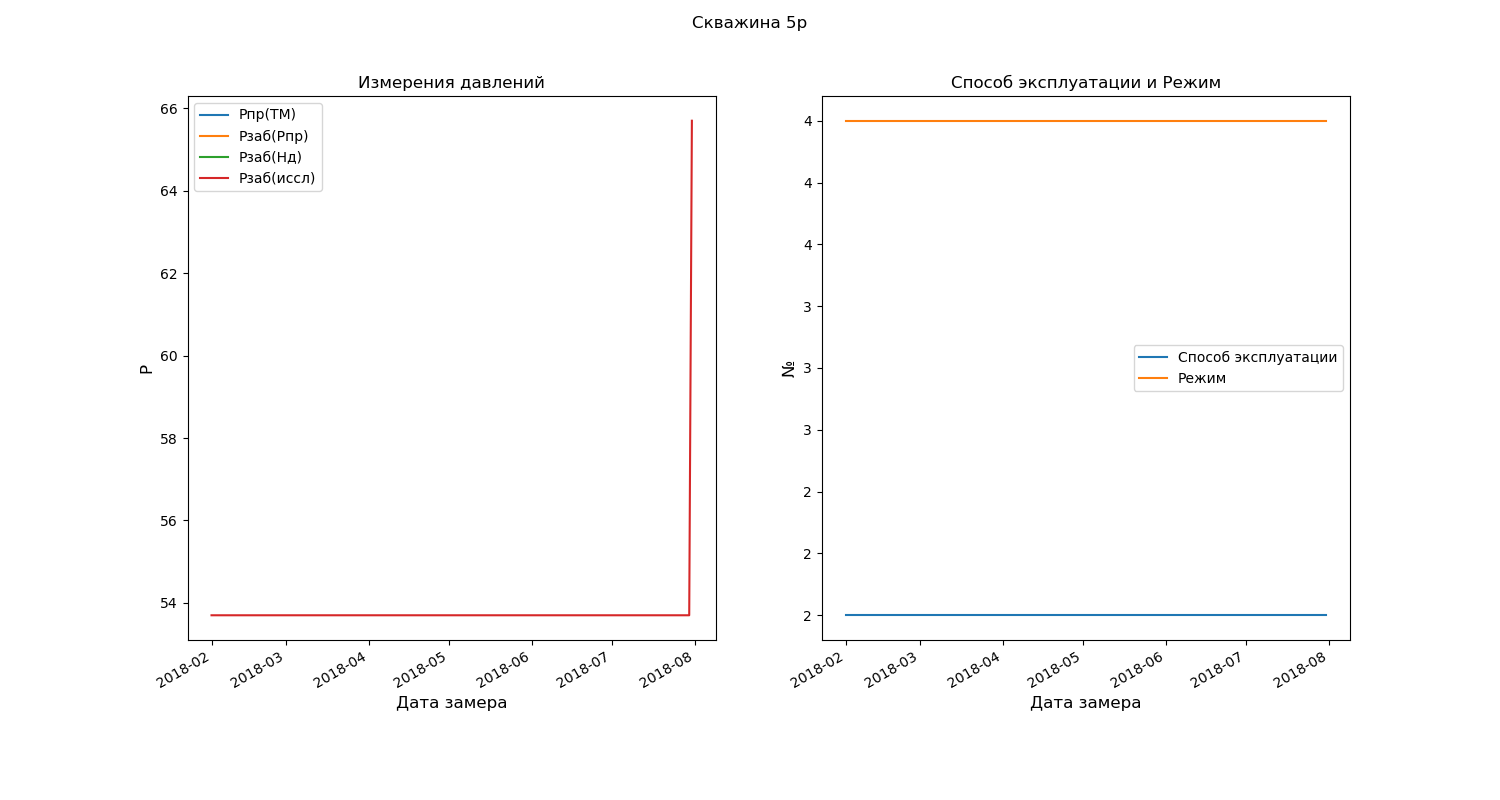 Скважина 5р
Измерения давлений
66
64
62
60
58
56
54
P
Рпр(ТМ)
Рзаб(Рпр)
Рзаб(Нд)
Рзаб(иссл)
2018-02
2018-03
2018-04
2018-05
2018-06
2018-07
2018-08
Дата замера
Способ эксплуатации и Режим
4
4
4
3
3
3
2
2
2
№
Способ эксплуатации
Режим
2018-02
2018-03
2018-04
2018-05
2018-06
2018-07
2018-08
Дата замера